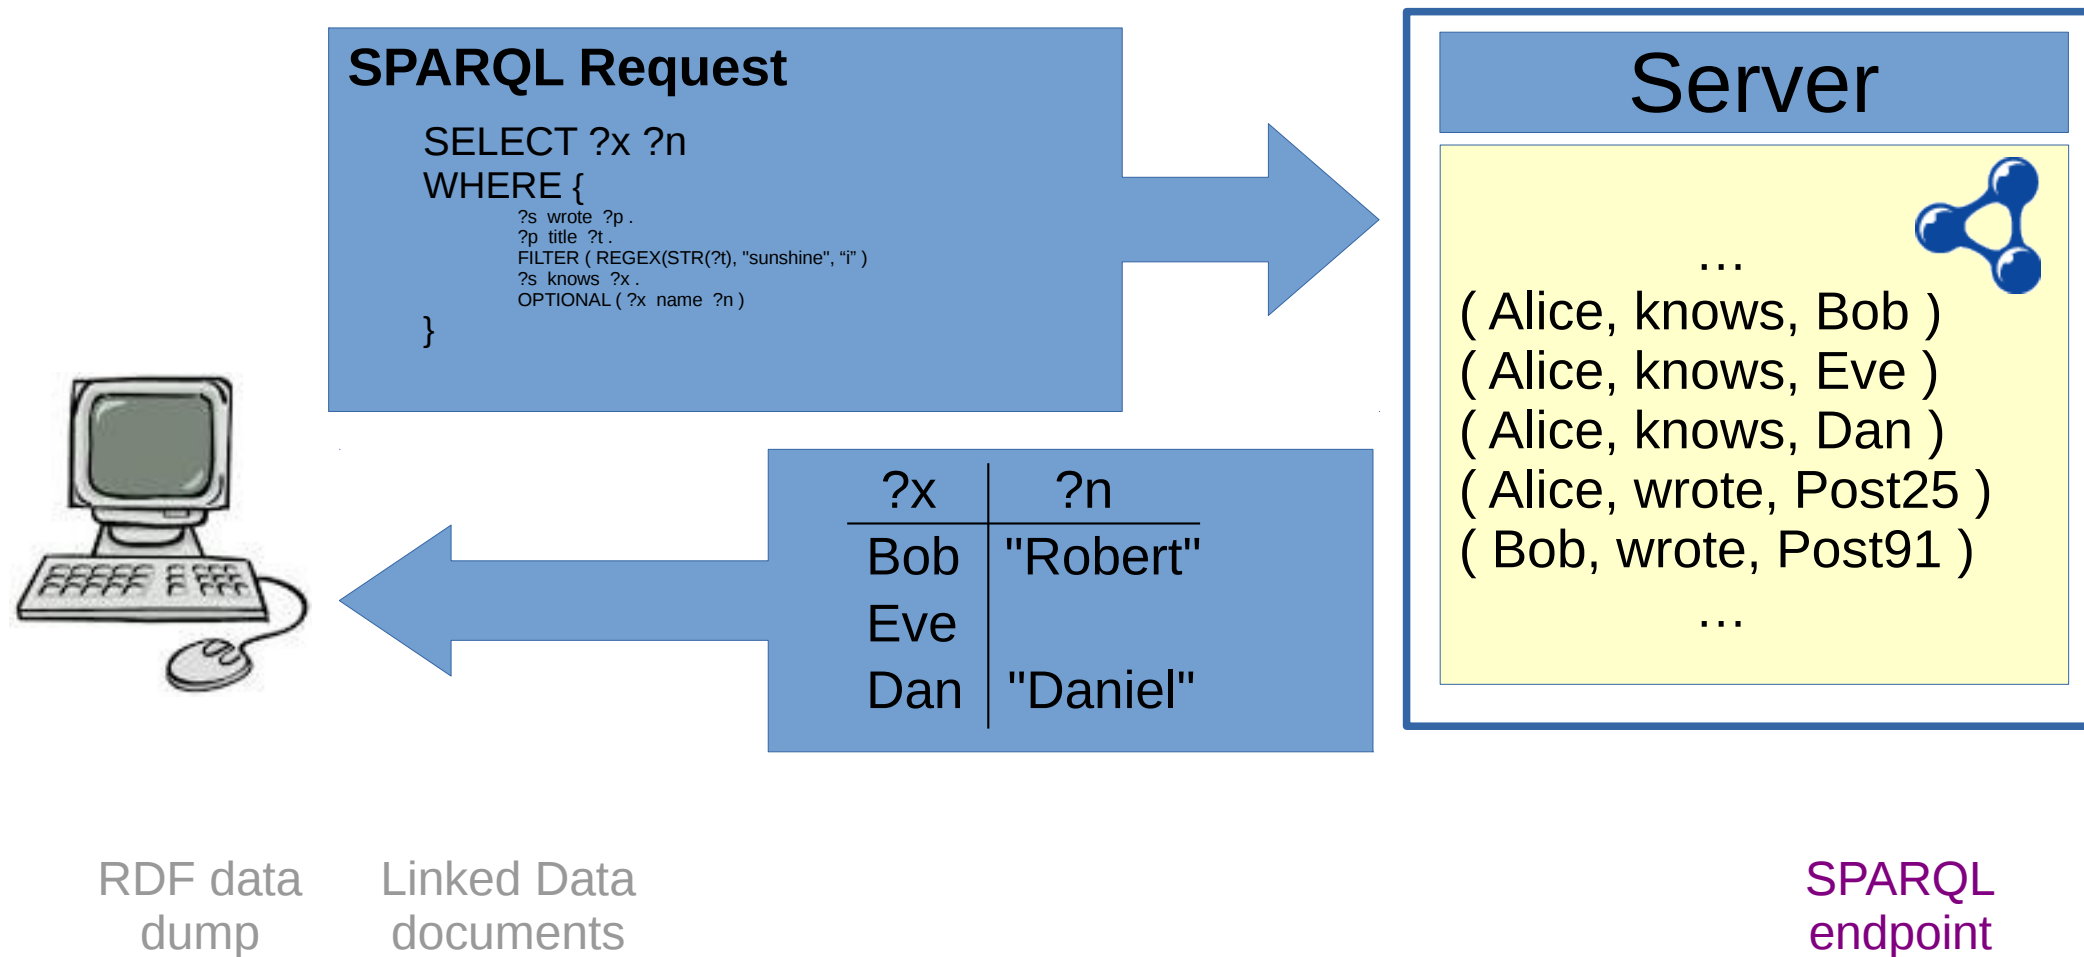 SPARQL Request
SELECT ?x ?n
WHERE {
?s wrote ?p .
?p title ?t .
FILTER ( REGEX(STR(?t), "sunshine", “i” )
?s knows ?x .
OPTIONAL ( ?x name ?n )
}
Server
…
( Alice, knows, Bob )
( Alice, knows, Eve )
( Alice, knows, Dan )
( Alice, wrote, Post25 )
( Bob, wrote, Post91 )
…
?x ?n
Bob "Robert"
Eve
Dan "Daniel"
RDF data
dump
Linked Data
documents
SPARQL
endpoint